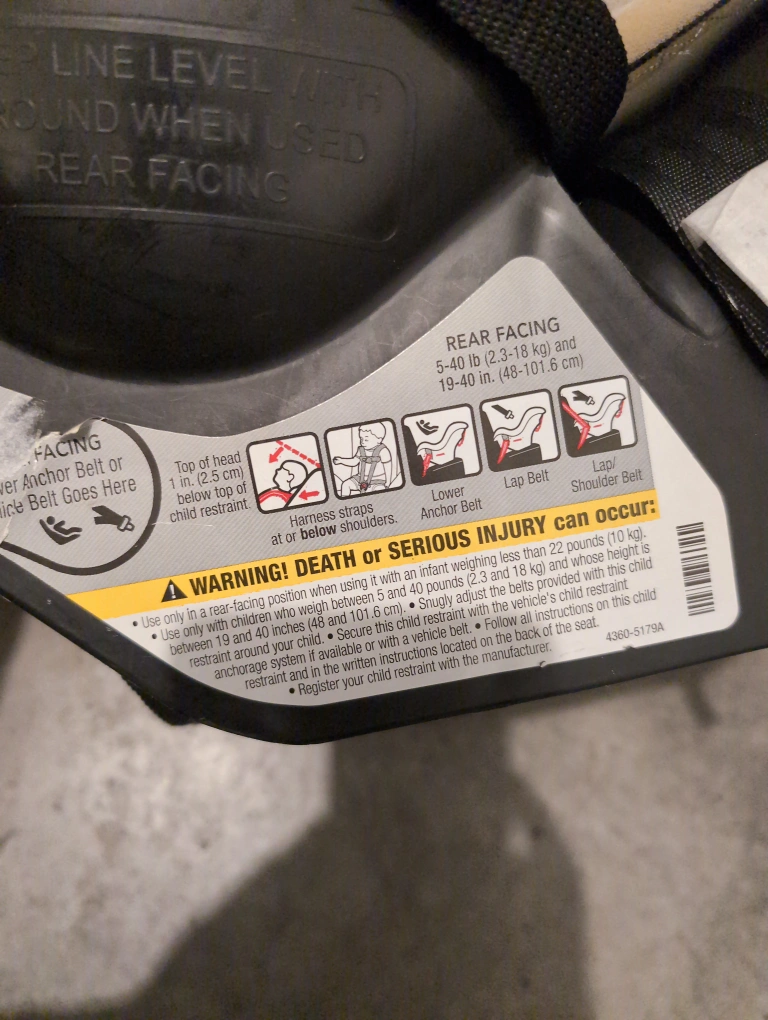 LINE LEVEL WITH
ROUND WHEN USED
REAR FACING
REAR FACING
5-40 lb (2.3-18 kg) and
19-40 in. (48-101.6 cm)
FACING
Anchor Belt or
Belt Goes Here
Top of head
1 in. (2.5 cm)
below top of
child restraint.
Harness straps
at or below shoulders.
Lower
Anchor Belt
Lap Belt
Lap/
Shoulder Belt
WARNING! DEATH or SERIOUS INJURY can occur:
• Use only in a rear-facing position when using it with an infant weighing less than 22 pounds (10 kg).
• Use only with children who weigh between 5 and 40 pounds (2.3 and 18 kg) and whose height is
between 19 and 40 inches (48 and 101.6 cm). • Snugly adjust the belts provided with this child
restraint around your child. • Secure this child restraint with the vehicle's child restraint
anchorage system if available or with a vehicle belt. • Follow all instructions on this child
restraint and in the written instructions located on the back of the seat.
• Register your child restraint with the manufacturer.
4360-5179A